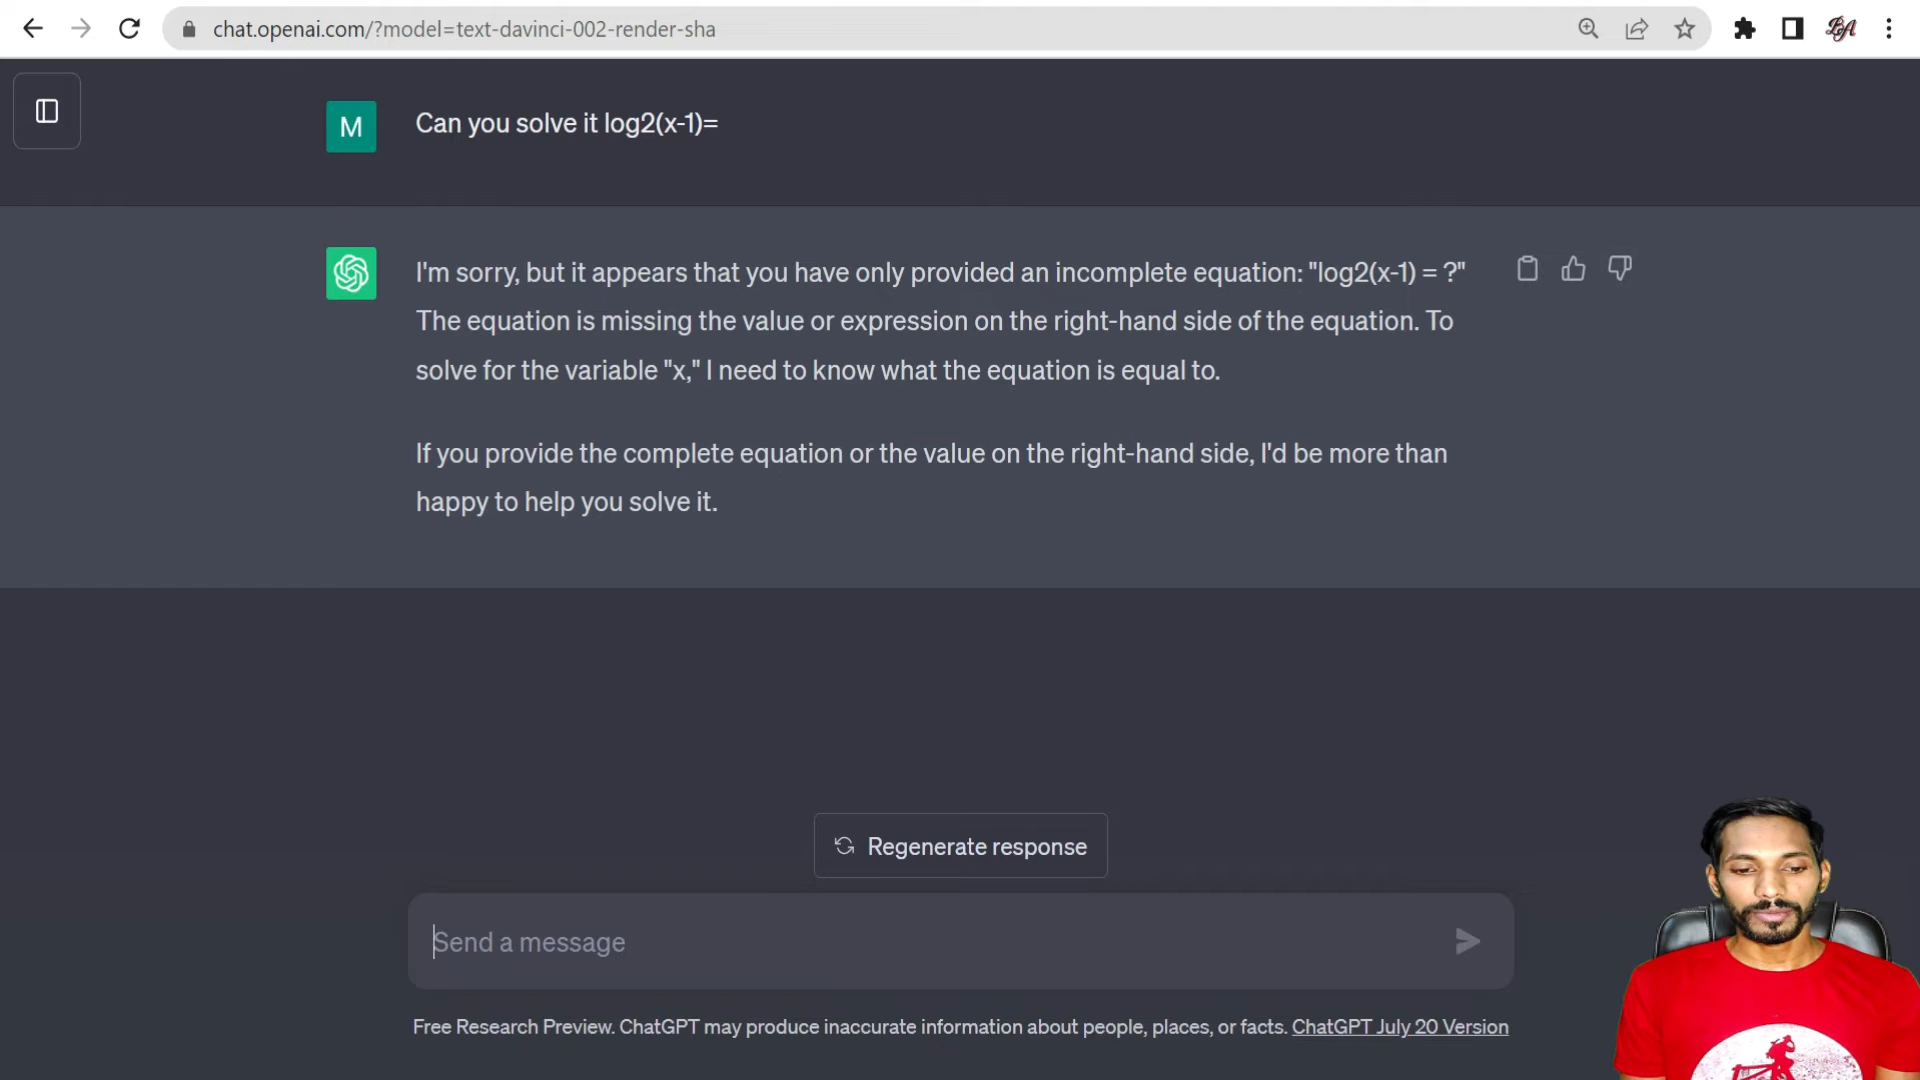 chat.openai.com/?model=text-davinci-002-render-sha
M
Can you solve it log2(x-1)=
I'm sorry, but it appears that you have only provided an incomplete equation: "log2(x-1) = ?"
The equation is missing the value or expression on the right-hand side of the equation. To
solve for the variable "x," I need to know what the equation is equal to.
If you provide the complete equation or the value on the right-hand side, I'd be more than
happy to help you solve it.
Regenerate response
Send a message
Free Research Preview. ChatGPT may produce inaccurate information about people, places, or facts. ChatGPT July 20 Version